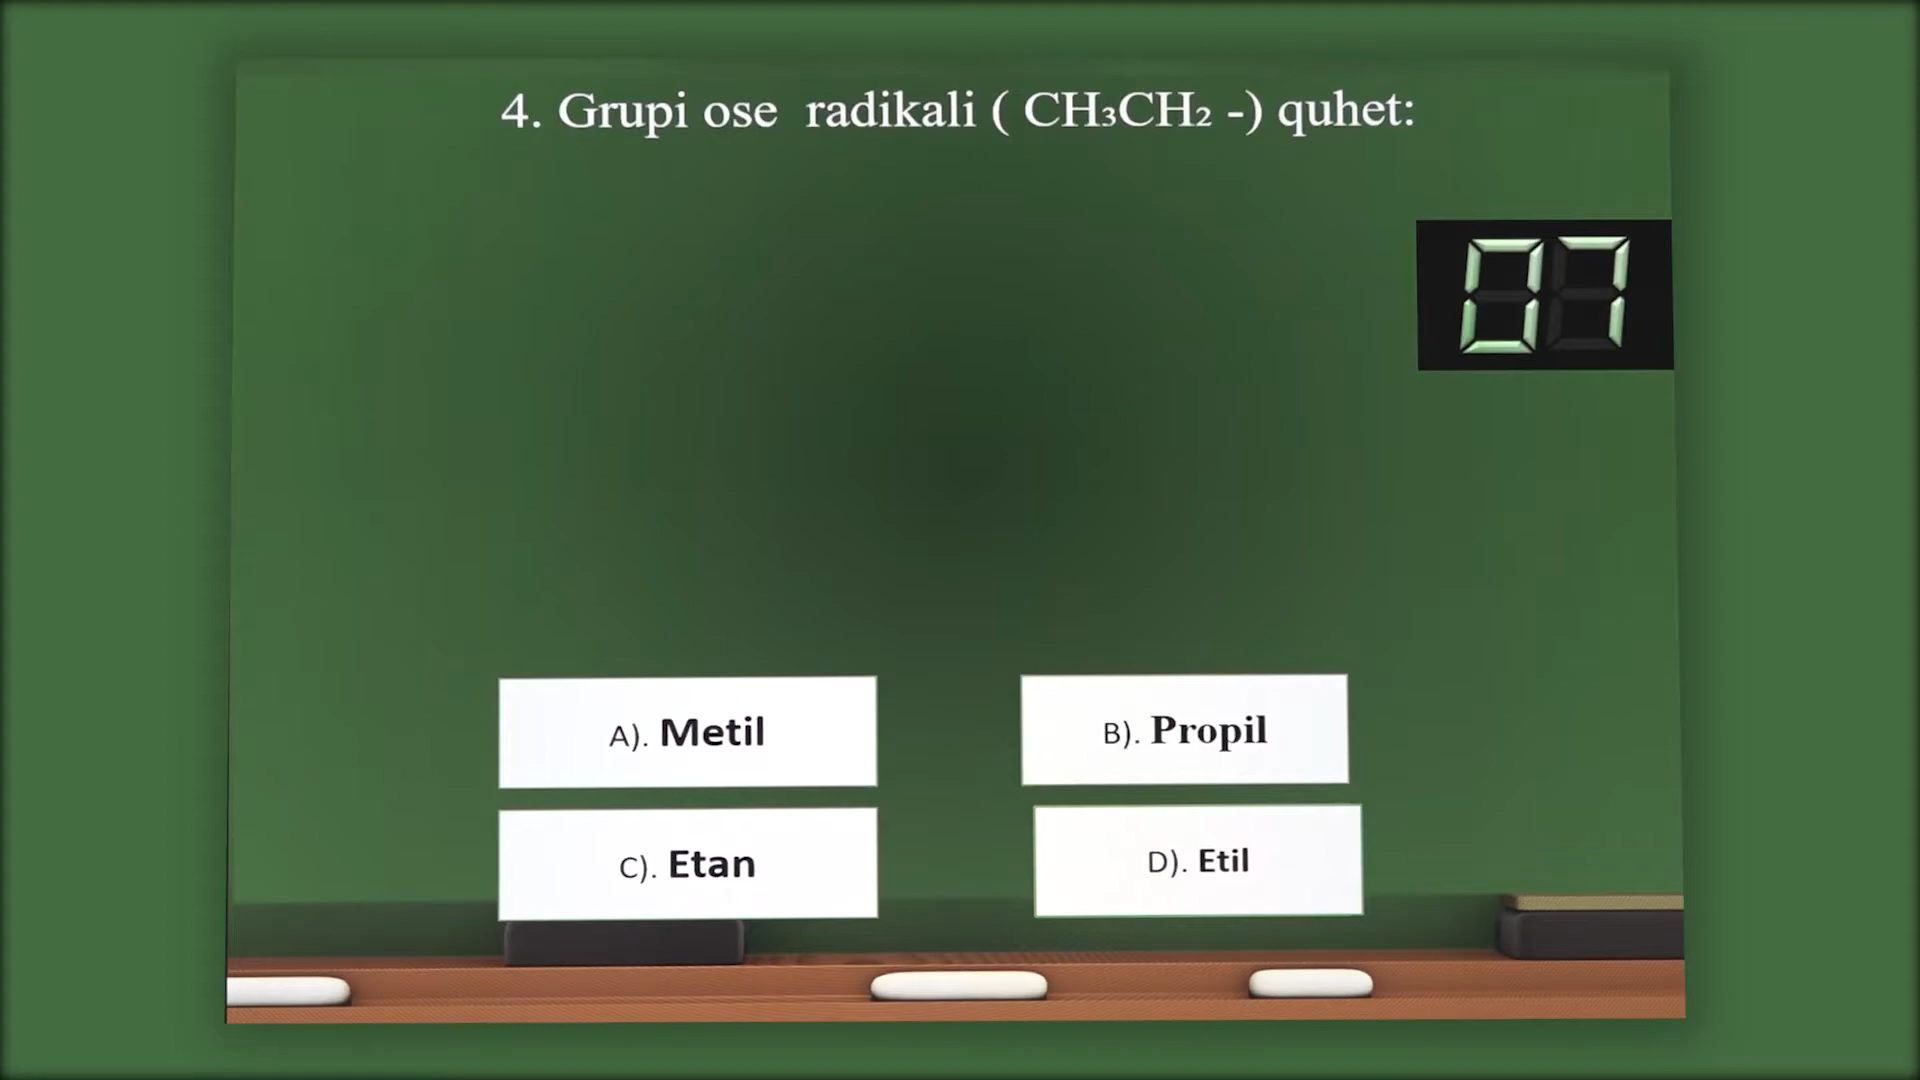 4. Grupi ose radikali ( CH₃CH₂ -) quhet:
07
A). Metil
B). Propil
C). Etan
D). Etil